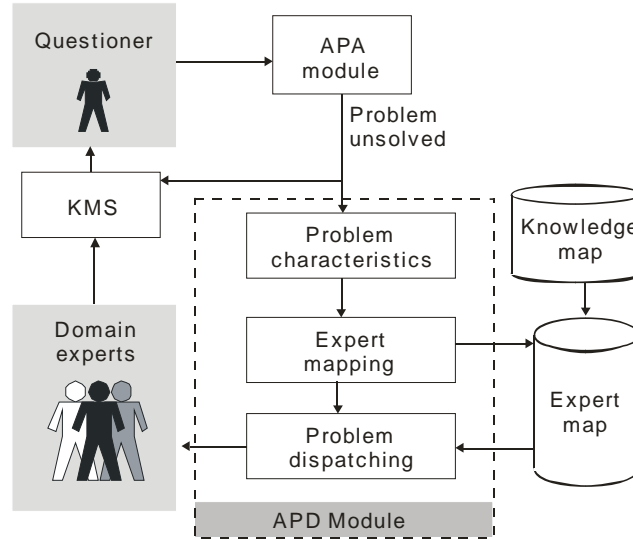 Questioner
APA
module
Problem
unsolved
KMS
Problem
characteristics
Knowledge
map
Domain
experts
Expert
mapping
Expert
map
Problem
dispatching
APD Module